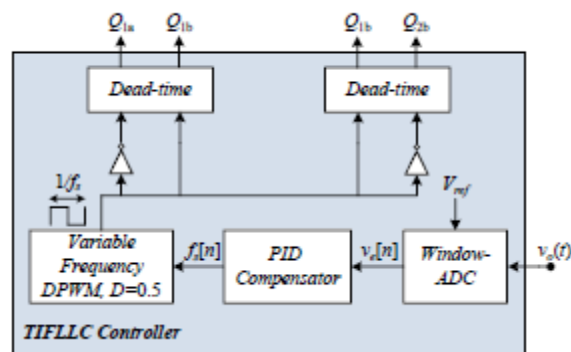 Q1a Q1b Q1b Q2b
Dead-time Dead-time
1/fs
Vref
Variable
Frequency
DPWM, D=0.5
fs[n]
PID
Compensator
ve[n]
Window-
ADC
vo(t)
TIFLLC Controller